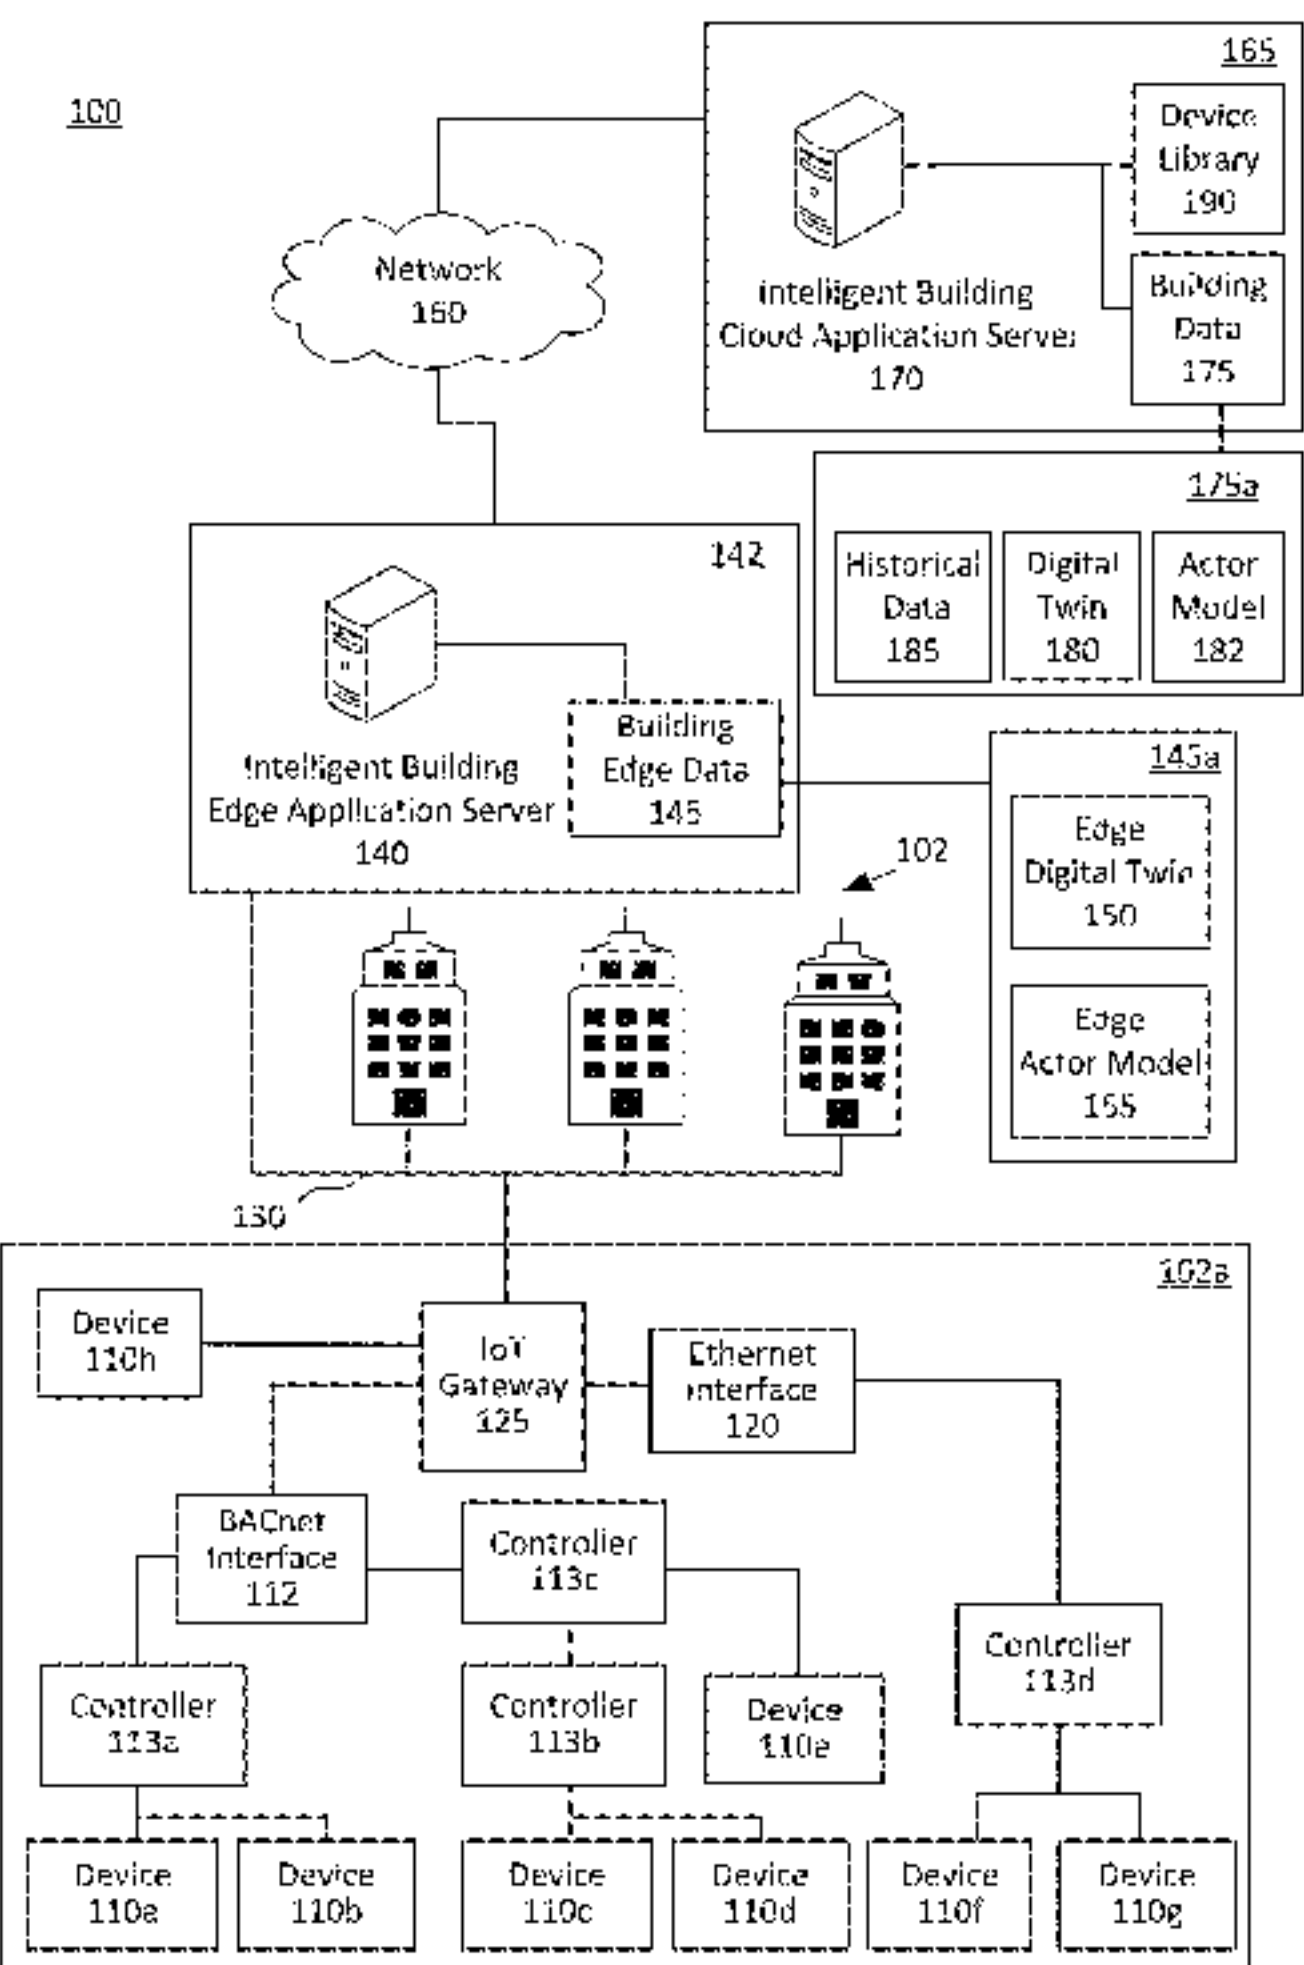 100
165
Device
Library
190
Intelligent Building
Cloud Application Server
170
Building
Data
175
Network
160
175a
Historical
Data
185
Digital
Twin
180
Actor
Model
182
142
Intelligent Building
Edge Application Server
140
Building
Edge Data
145
145a
Edge
Digital Twin
150
Edge
Actor Model
155
102
130
102a
Device
110h
IoT
Gateway
125
Ethernet
Interface
120
BACnet
Interface
112
Controller
113c
Controller
113d
Controller
113a
Controller
113b
Device
110e
Device
110a
Device
110b
Device
110c
Device
110d
Device
110f
Device
110g